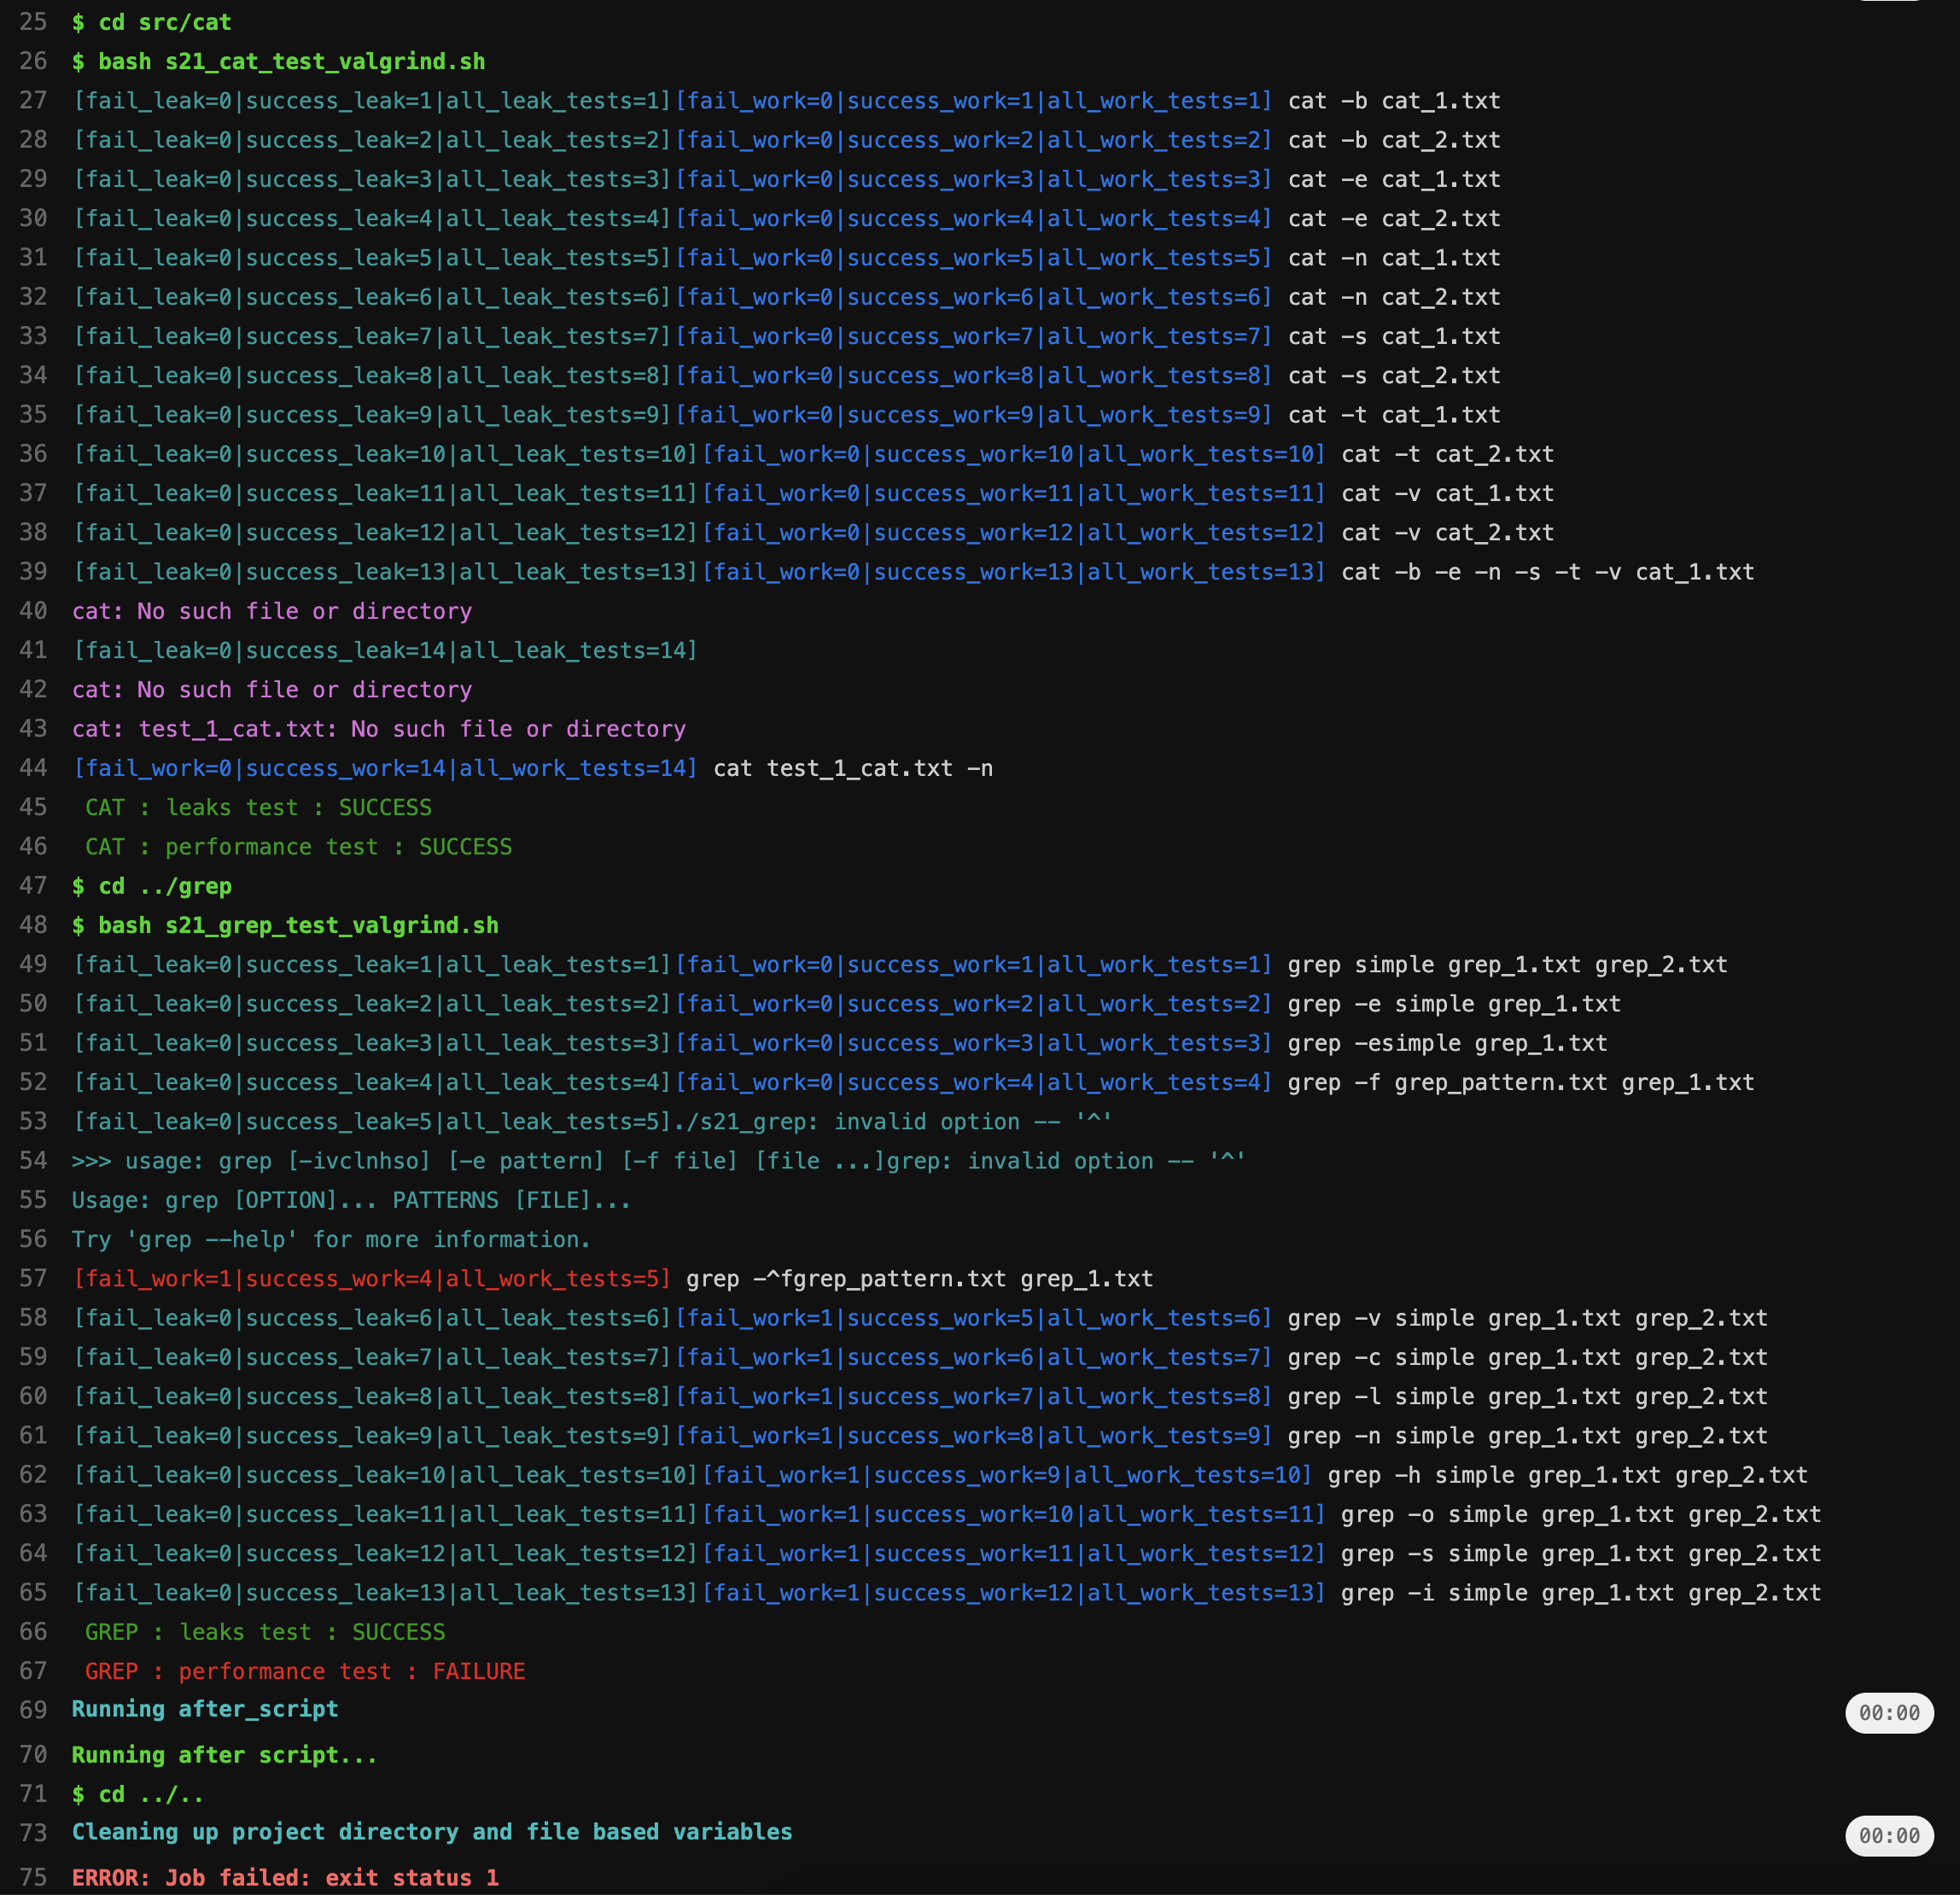 25 $ cd src/cat
26 $ bash s21_cat_test_valgrind.sh
27 [fail_leak=0|success_leak=1|all_leak_tests=1][fail_work=0|success_work=1|all_work_tests=1] cat -b cat_1.txt
28 [fail_leak=0|success_leak=2|all_leak_tests=2][fail_work=0|success_work=2|all_work_tests=2] cat -b cat_2.txt
29 [fail_leak=0|success_leak=3|all_leak_tests=3][fail_work=0|success_work=3|all_work_tests=3] cat -e cat_1.txt
30 [fail_leak=0|success_leak=4|all_leak_tests=4][fail_work=0|success_work=4|all_work_tests=4] cat -e cat_2.txt
31 [fail_leak=0|success_leak=5|all_leak_tests=5][fail_work=0|success_work=5|all_work_tests=5] cat -n cat_1.txt
32 [fail_leak=0|success_leak=6|all_leak_tests=6][fail_work=0|success_work=6|all_work_tests=6] cat -n cat_2.txt
33 [fail_leak=0|success_leak=7|all_leak_tests=7][fail_work=0|success_work=7|all_work_tests=7] cat -s cat_1.txt
34 [fail_leak=0|success_leak=8|all_leak_tests=8][fail_work=0|success_work=8|all_work_tests=8] cat -s cat_2.txt
35 [fail_leak=0|success_leak=9|all_leak_tests=9][fail_work=0|success_work=9|all_work_tests=9] cat -t cat_1.txt
36 [fail_leak=0|success_leak=10|all_leak_tests=10][fail_work=0|success_work=10|all_work_tests=10] cat -t cat_2.txt
37 [fail_leak=0|success_leak=11|all_leak_tests=11][fail_work=0|success_work=11|all_work_tests=11] cat -v cat_1.txt
38 [fail_leak=0|success_leak=12|all_leak_tests=12][fail_work=0|success_work=12|all_work_tests=12] cat -v cat_2.txt
39 [fail_leak=0|success_leak=13|all_leak_tests=13][fail_work=0|success_work=13|all_work_tests=13] cat -b -e -n -s -t -v cat_1.txt
40 cat: No such file or directory
41 [fail_leak=0|success_leak=14|all_leak_tests=14]
42 cat: No such file or directory
43 cat: test_1_cat.txt: No such file or directory
44 [fail_work=0|success_work=14|all_work_tests=14] cat test_1_cat.txt -n
45 CAT : leaks test : SUCCESS
46 CAT : performance test : SUCCESS
47 $ cd ../grep
48 $ bash s21_grep_test_valgrind.sh
49 [fail_leak=0|success_leak=1|all_leak_tests=1][fail_work=0|success_work=1|all_work_tests=1] grep simple grep_1.txt grep_2.txt
50 [fail_leak=0|success_leak=2|all_leak_tests=2][fail_work=0|success_work=2|all_work_tests=2] grep -e simple grep_1.txt
51 [fail_leak=0|success_leak=3|all_leak_tests=3][fail_work=0|success_work=3|all_work_tests=3] grep -esimple grep_1.txt
52 [fail_leak=0|success_leak=4|all_leak_tests=4][fail_work=0|success_work=4|all_work_tests=4] grep -f grep_pattern.txt grep_1.txt
53 [fail_leak=0|success_leak=5|all_leak_tests=5]./s21_grep: invalid option -- '^'
54 >>> usage: grep [-ivclnhso] [-e pattern] [-f file] [file ...]grep: invalid option -- '^'
55 Usage: grep [OPTION]... PATTERNS [FILE]...
56 Try 'grep --help' for more information.
57 [fail_work=1|success_work=4|all_work_tests=5] grep -^fgrep_pattern.txt grep_1.txt
58 [fail_leak=0|success_leak=6|all_leak_tests=6][fail_work=1|success_work=5|all_work_tests=6] grep -v simple grep_1.txt grep_2.txt
59 [fail_leak=0|success_leak=7|all_leak_tests=7][fail_work=1|success_work=6|all_work_tests=7] grep -c simple grep_1.txt grep_2.txt
60 [fail_leak=0|success_leak=8|all_leak_tests=8][fail_work=1|success_work=7|all_work_tests=8] grep -l simple grep_1.txt grep_2.txt
61 [fail_leak=0|success_leak=9|all_leak_tests=9][fail_work=1|success_work=8|all_work_tests=9] grep -n simple grep_1.txt grep_2.txt
62 [fail_leak=0|success_leak=10|all_leak_tests=10][fail_work=1|success_work=9|all_work_tests=10] grep -h simple grep_1.txt grep_2.txt
63 [fail_leak=0|success_leak=11|all_leak_tests=11][fail_work=1|success_work=10|all_work_tests=11] grep -o simple grep_1.txt grep_2.txt
64 [fail_leak=0|success_leak=12|all_leak_tests=12][fail_work=1|success_work=11|all_work_tests=12] grep -s simple grep_1.txt grep_2.txt
65 [fail_leak=0|success_leak=13|all_leak_tests=13][fail_work=1|success_work=12|all_work_tests=13] grep -i simple grep_1.txt grep_2.txt
66 GREP : leaks test : SUCCESS
67 GREP : performance test : FAILURE
69 Running after_script 00:00
70 Running after script...
71 $ cd ../..
73 Cleaning up project directory and file based variables 00:00
75 ERROR: Job failed: exit status 1